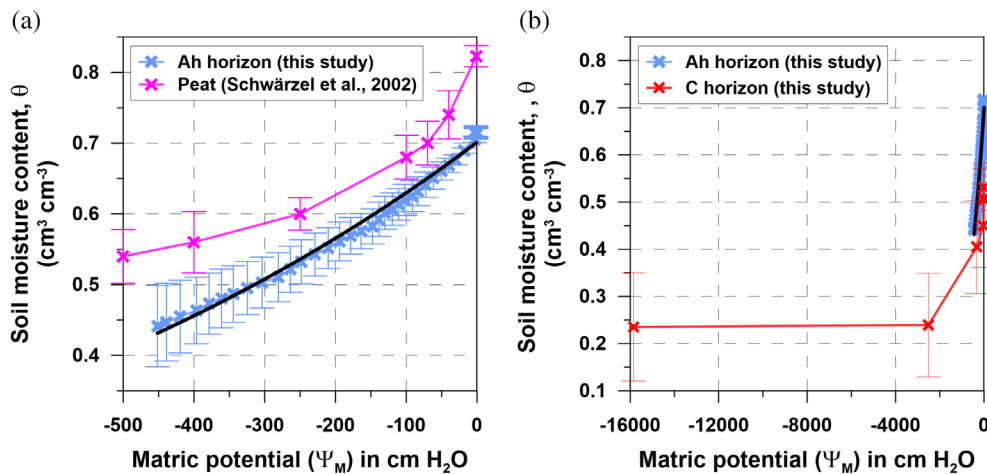 (a)
Ah horizon (this study)
Peat (Schwärzel et al., 2002)
Soil moisture content, θ
(cm³ cm⁻³)
0.8
0.7
0.6
0.5
0.4
-500
-400
-300
-200
-100
0
Matric potential (Ψ_M) in cm H₂O
(b)
Ah horizon (this study)
C horizon (this study)
Soil moisture content, , θ
(cm³ cm⁻³)
0.9
0.8
0.7
0.6
0.5
0.4
0.3
0.2
0.1
-16000
-12000
-8000
-4000
0
Matric potential (Ψ_M) in cm H₂O